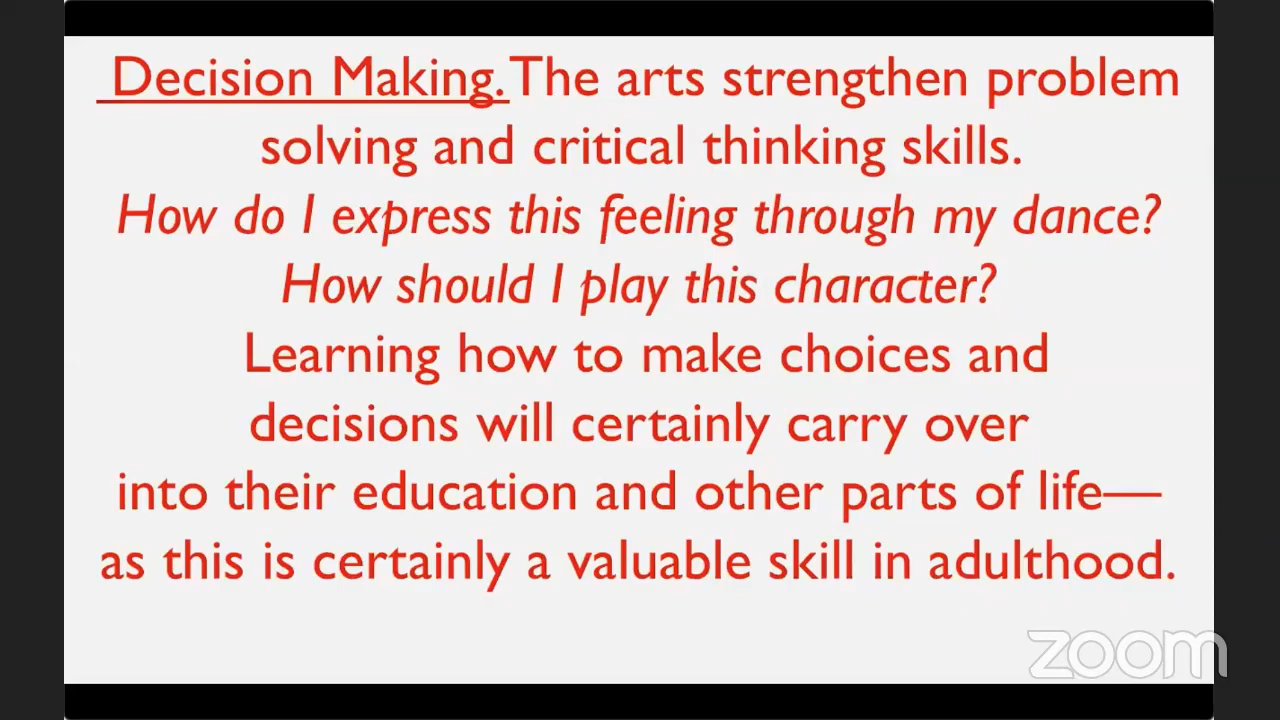 Decision Making. The arts strengthen problem
solving and critical thinking skills.
How do I express this feeling through my dance?
How should I play this character?
Learning how to make choices and
decisions will certainly carry over
into their education and other parts of life—
as this is certainly a valuable skill in adulthood.
zoom